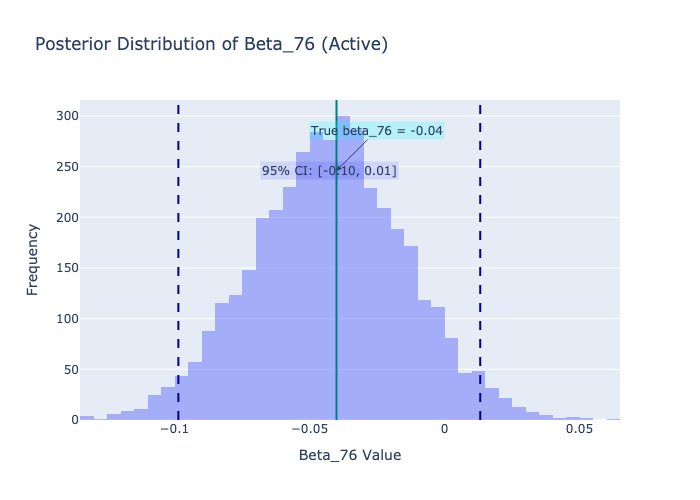 Posterior Distribution of Beta_76 (Active)
300
True beta_76 = -0.04
250
95% CI: [-0.10, 0.01]
200
150
100
50
0
Frequency
−0.1
−0.05
0
0.05
Beta_76 Value